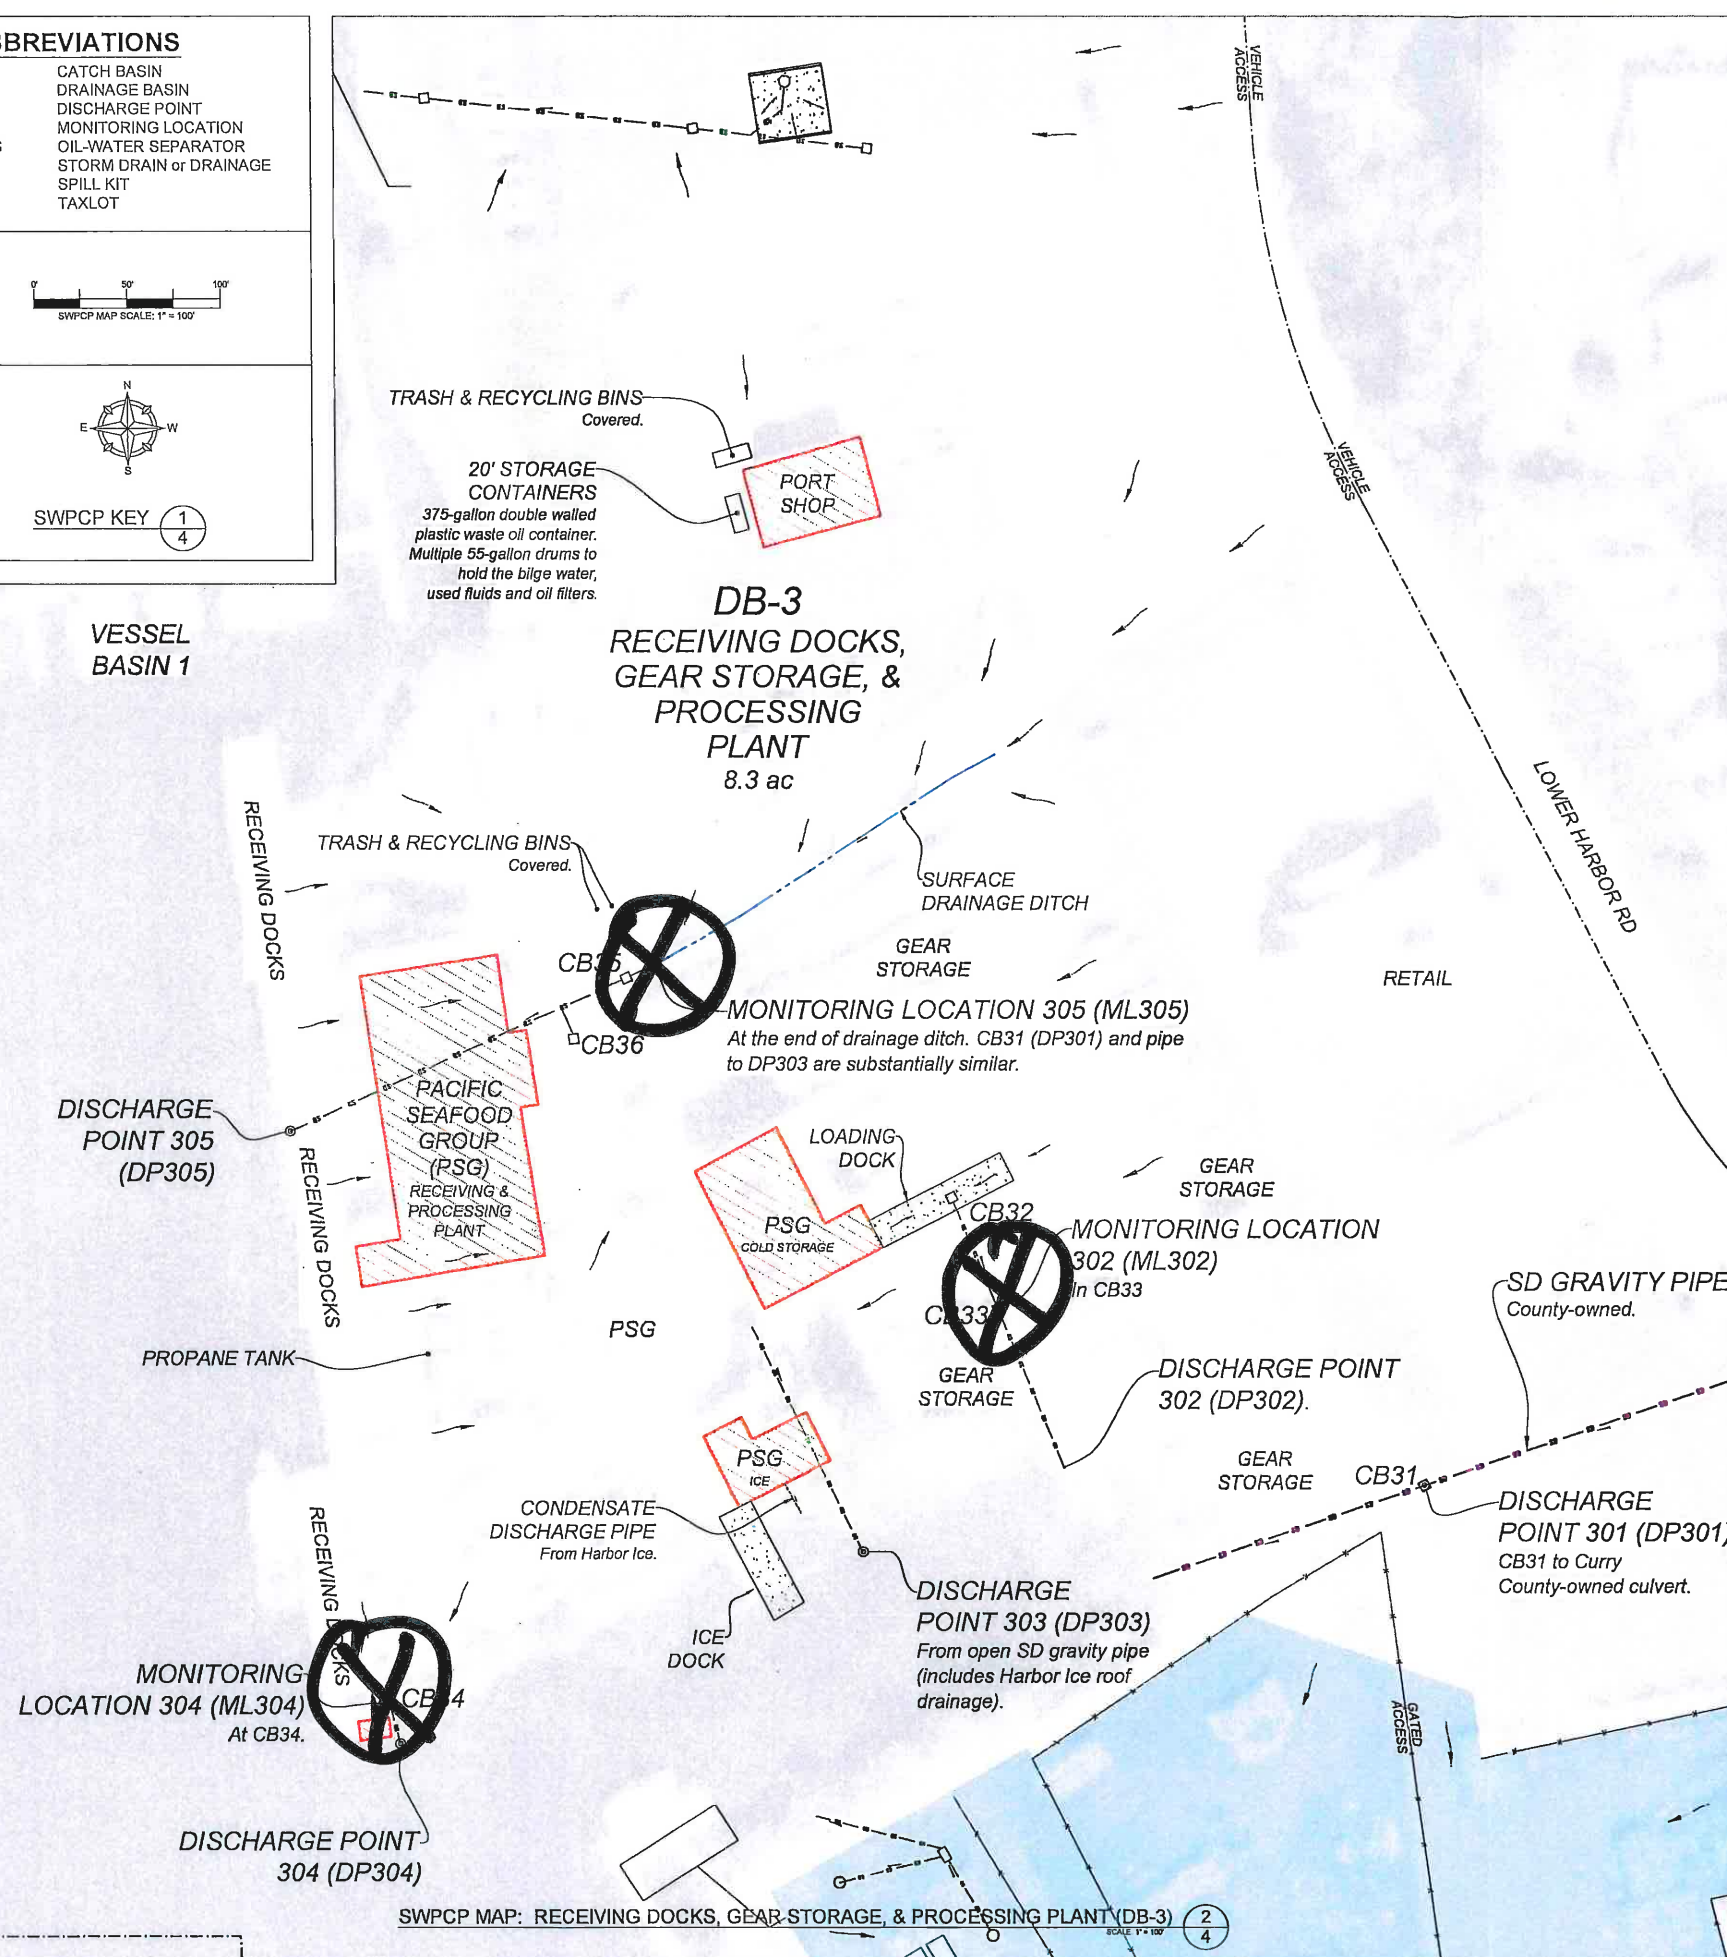 BREVIATIONS
CATCH BASIN
DRAINAGE BASIN
DISCHARGE POINT
MONITORING LOCATION
OIL-WATER SEPARATOR
STORM DRAIN or DRAINAGE
SPILL KIT
TAXLOT
0' 50' 100'
SWPCP MAP SCALE: 1" = 100'
N
E W
S
SWPCP KEY 1
4
VEHICLE
ACCESS
TRASH & RECYCLING BINS
Covered.
20' STORAGE
CONTAINERS
375-gallon double walled
plastic waste oil container.
Multiple 55-gallon drums to
hold the bilge water,
used fluids and oil filters.
PORT
SHOP
VEHICLE
ACCESS
VESSEL
BASIN 1
DB-3
RECEIVING DOCKS,
GEAR STORAGE, &
PROCESSING
PLANT
8.3 ac
LOWER HARBOR RD
RECEIVING DOCKS
TRASH & RECYCLING BINS
Covered.
SURFACE
DRAINAGE DITCH
GEAR
STORAGE
RETAIL
CB35
CB36
MONITORING LOCATION 305 (ML305)
At the end of drainage ditch. CB31 (DP301) and pipe
to DP303 are substantially similar.
DISCHARGE
POINT 305
(DP305)
RECEIVING DOCKS
PACIFIC
SEAFOOD
GROUP
(PSG)
RECEIVING &
PROCESSING
PLANT
LOADING
DOCK
PSG
COLD STORAGE
GEAR
STORAGE
CB32
MONITORING LOCATION
302 (ML302)
In CB33
CB33
SD GRAVITY PIPE
County-owned.
PSG
PROPANE TANK
GEAR
STORAGE
DISCHARGE POINT
302 (DP302).
GEAR
STORAGE
CB31
PSG
ICE
CONDENSATE
DISCHARGE PIPE
From Harbor Ice.
DISCHARGE
POINT 301 (DP301)
CB31 to Curry
County-owned culvert.
RECEIVING DOCKS
ICE
DOCK
DISCHARGE
POINT 303 (DP303)
From open SD gravity pipe
(includes Harbor Ice roof
drainage).
MONITORING
LOCATION 304 (ML304)
At CB34.
CB34
GATED
ACCESS
DISCHARGE POINT
304 (DP304)
SWPCP MAP: RECEIVING DOCKS, GEAR STORAGE, & PROCESSING PLANT (DB-3) 2
4
SCALE 1" = 100'